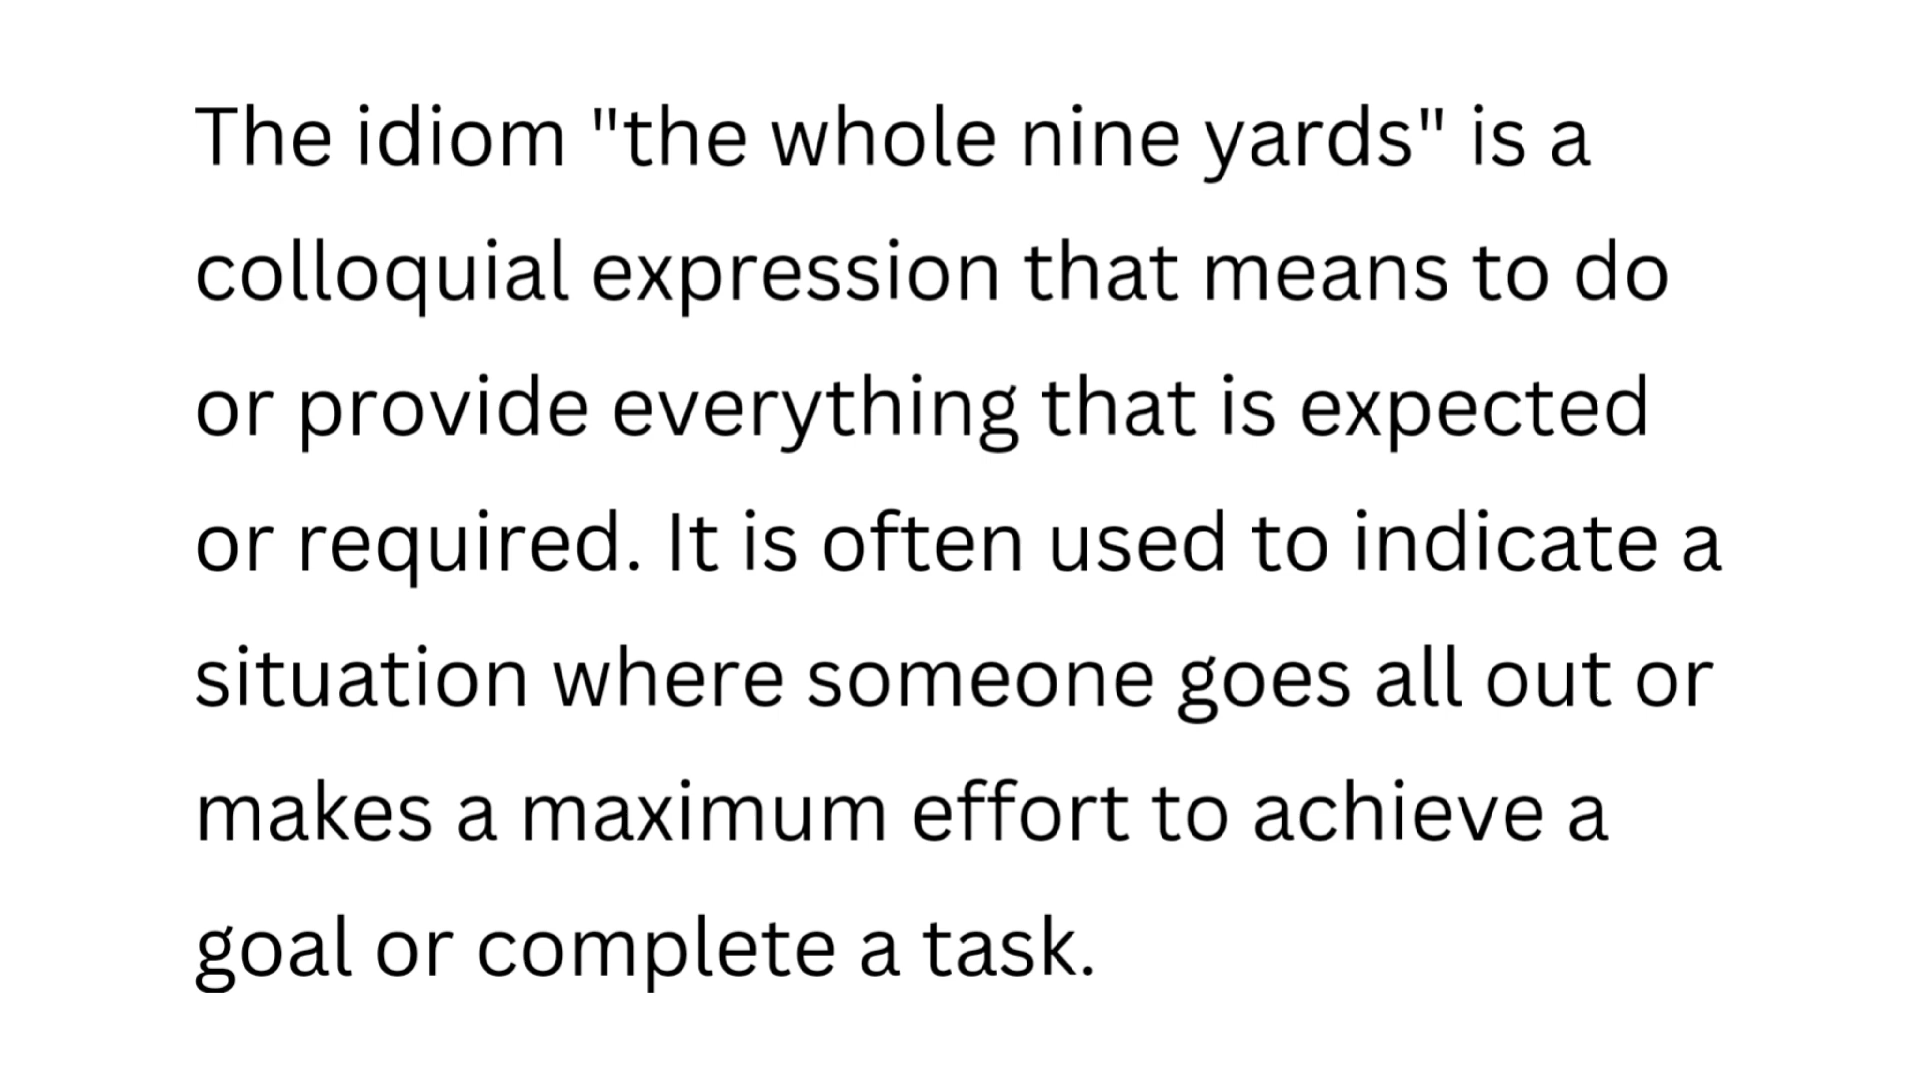 The idiom "the whole nine yards" is a
colloquial expression that means to do
or provide everything that is expected
or required. It is often used to indicate a
situation where someone goes all out or
makes a maximum effort to achieve a
goal or complete a task.